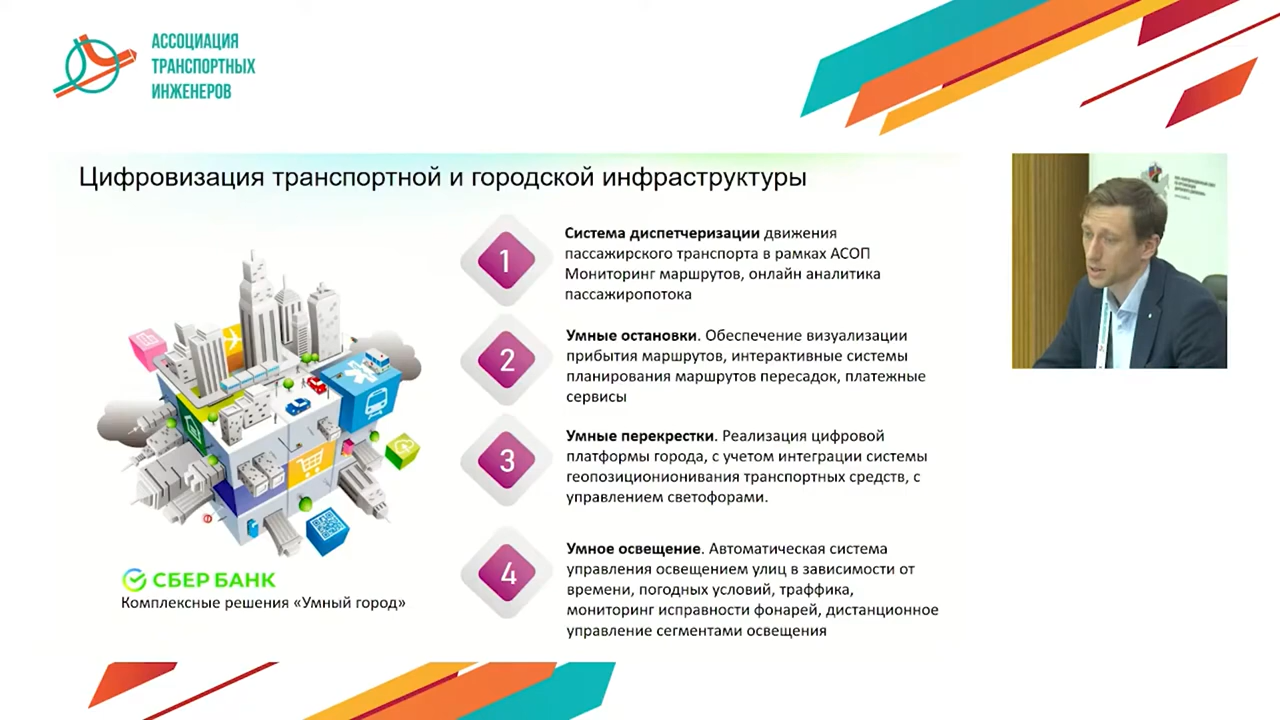 АССОЦИАЦИЯ
ТРАНСПОРТНЫХ
ИНЖЕНЕРОВ
Цифровизация транспортной и городской инфраструктуры
1
Система диспетчеризации движения
пассажирского транспорта в рамках АСОП
Мониторинг маршрутов, онлайн аналитика
пассажиропотока
2
Умные остановки. Обеспечение визуализации
прибытия маршрутов, интерактивные системы
планирования маршрутов пересадок, платежные
сервисы
3
Умные перекрестки. Реализация цифровой
платформы города, с учетом интеграции системы
геопозиционионивания транспортных средств, с
управлением светофорами.
4
Умное освещение. Автоматическая система
управления освещением улиц в зависимости от
времени, погодных условий, траффика,
мониторинг исправности фонарей, дистанционное
управление сегментами освещения
СБЕР БАНК
Комплексные решения «Умный город»